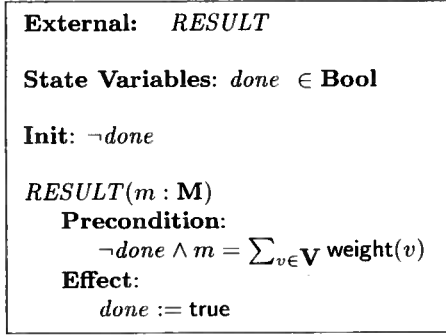 External: RESULT
State Variables: done ∈ Bool
Init: ¬done
RESULT(m : M)
Precondition:
¬done ∧ m = ∑v∈V weight(v)
Effect:
done := true